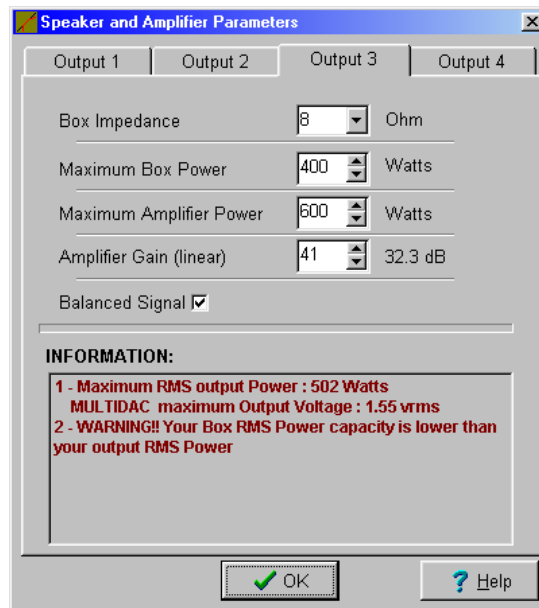 Speaker and Amplifier Parameters
Output 1 Output 2 Output 3 Output 4
Box Impedance 8 Ohm
Maximum Box Power 400 Watts
Maximum Amplifier Power 600 Watts
Amplifier Gain (linear) 41 32.3 dB
Balanced Signal
INFORMATION:
1 - Maximum RMS output Power : 502 Watts
MULTIDAC maximum Output Voltage : 1.55 vrms
2 - WARNING!! Your Box RMS Power capacity is lower than
your output RMS Power
OK ? Help